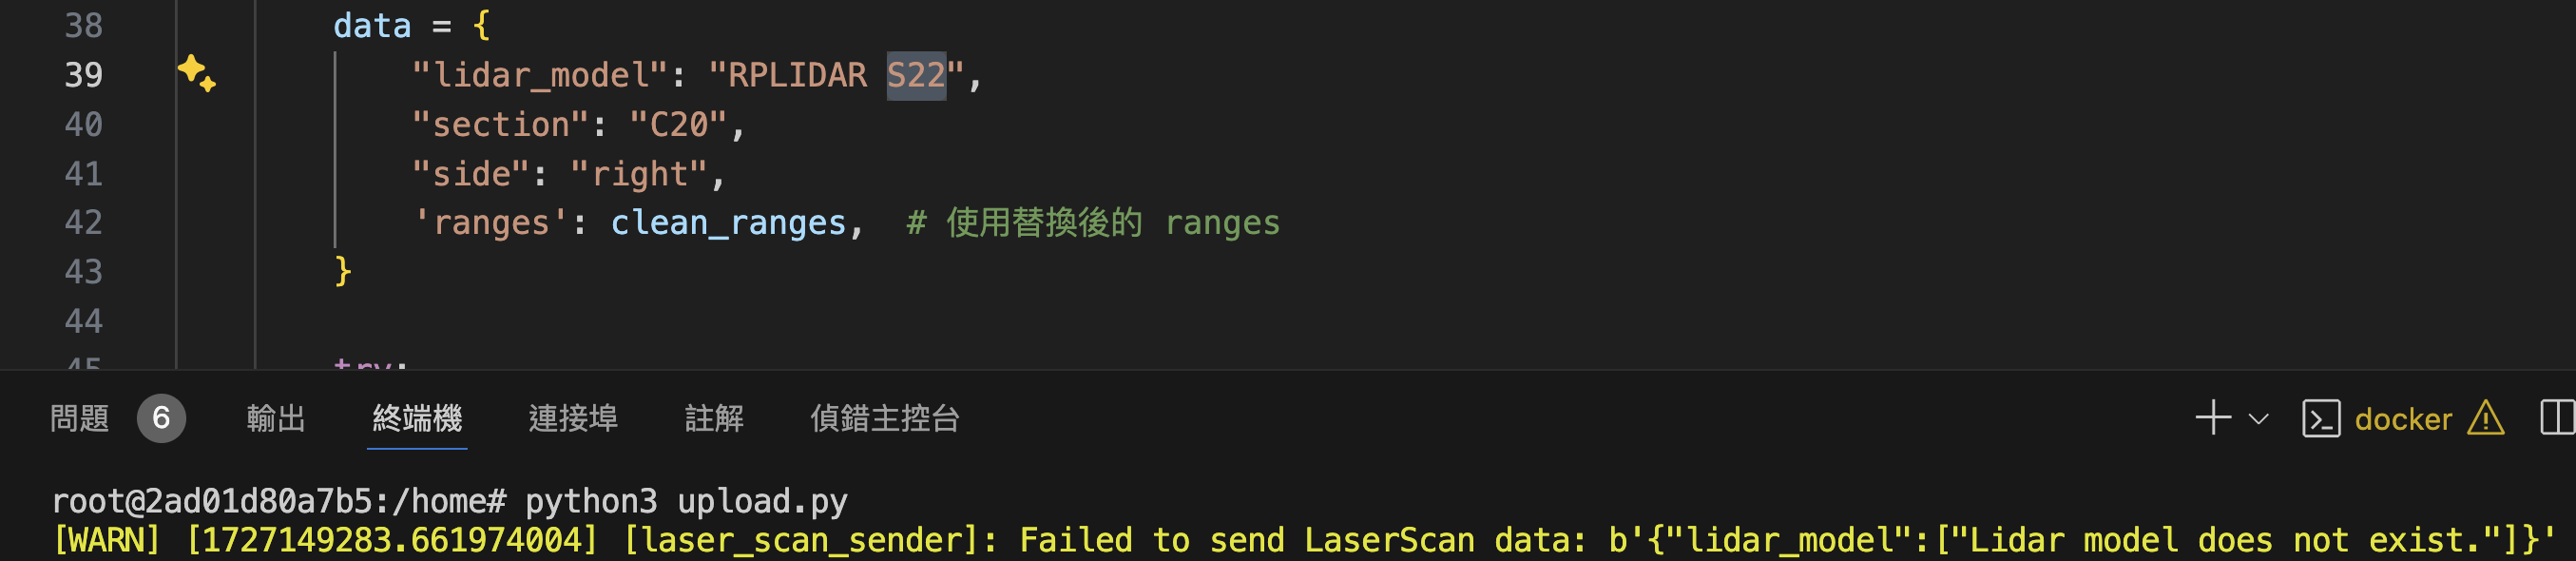 38 data = {
39 "lidar_model": "RPLIDAR S22",
40 "section": "C20",
41 "side": "right",
42 'ranges': clean_ranges, # 使用替換後的 ranges
43 }
44
45 try:
問題 6 輸出 終端機 連接埠 註解 偵錯主控台 docker
root@2ad01d80a7b5:/home# python3 upload.py
[WARN] [1727149283.661974004] [laser_scan_sender]: Failed to send LaserScan data: b'{"lidar_model":["Lidar model does not exist."]}'